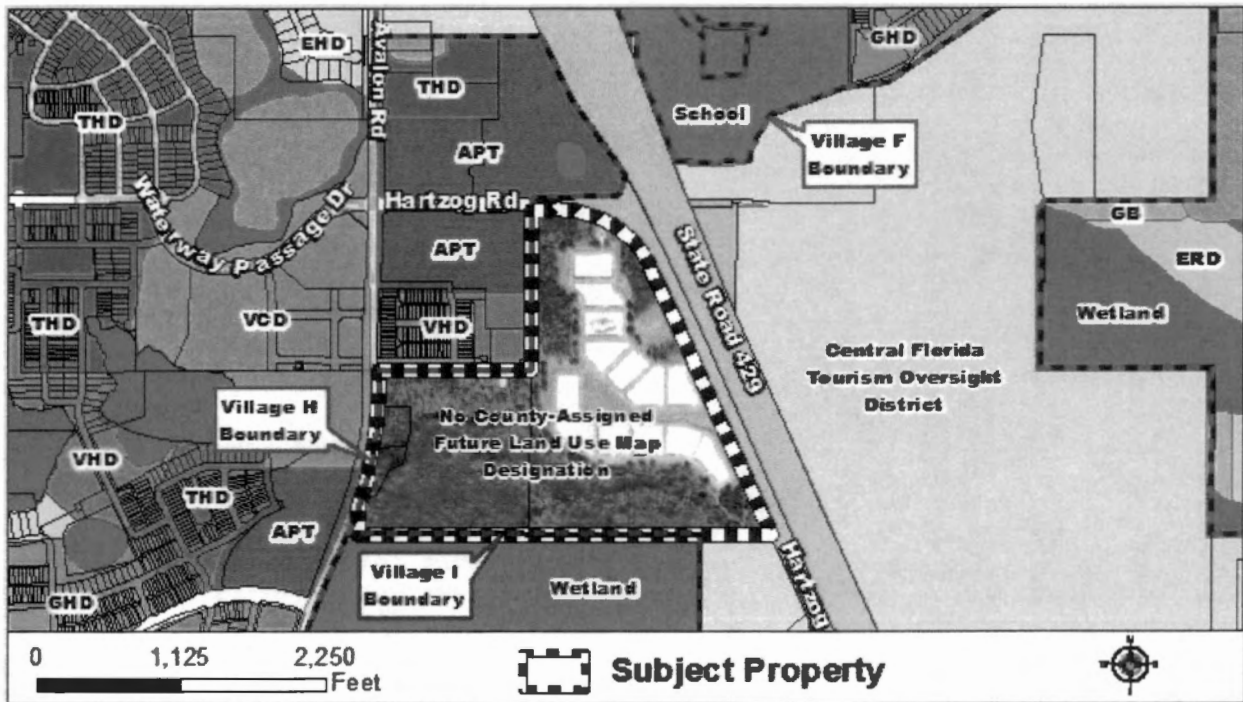 EHD
Avalon Rd
THD
GHD
THD
School
Village F
Boundary
APT
Waterway Passage Dr
Hartzog Rd
State Road 429
GB
ERD
APT
Wetland
THD
VCD
VHD
Central Florida
Tourism Oversight
District
Village H
Boundary
No County-Assigned
Future Land Use Map
Designation
VHD
THD
APT
Village I
Boundary
Wetland
Hartzog
GHD
0 1,125 2,250
Feet
Subject Property
N
W
E
S